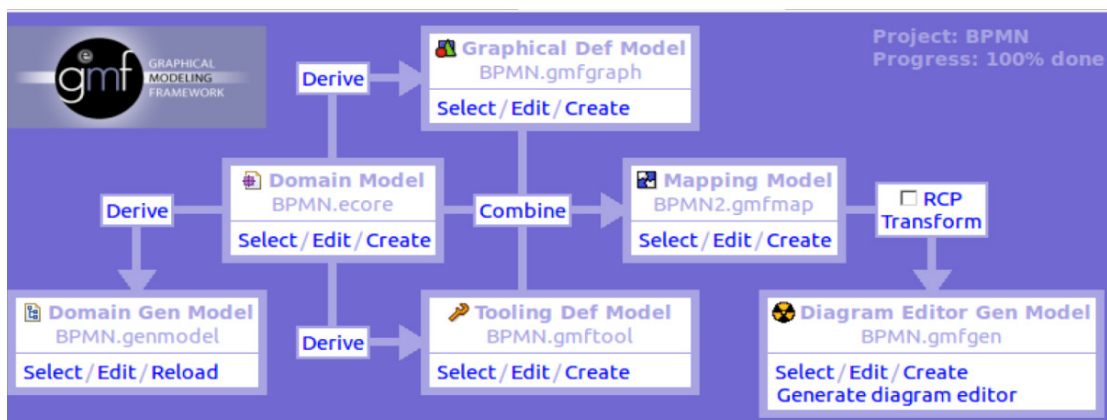 Project: BPMN
Progress: 100% done
e
gmf
GRAPHICAL
MODELING
FRAMEWORK
Derive
Graphical Def Model
BPMN.gmfgraph
Select / Edit / Create
Derive
Domain Model
BPMN.ecore
Select / Edit / Create
Combine
Mapping Model
BPMN2.gmfmap
Select / Edit / Create
RCP
Transform
Domain Gen Model
BPMN.genmodel
Select / Edit / Reload
Derive
Tooling Def Model
BPMN.gmftool
Select / Edit / Create
Diagram Editor Gen Model
BPMN.gmfgen
Select / Edit / Create
Generate diagram editor